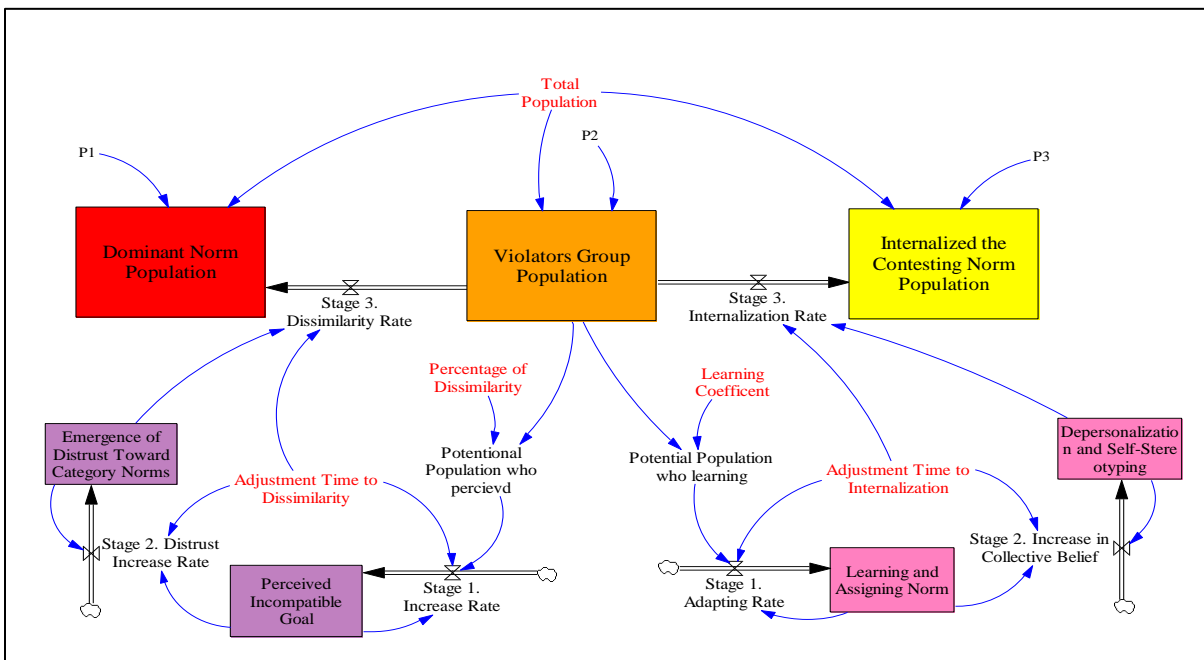 Total
Population
P1
P2
P3
Dominant Norm
Population
Violators Group
Population
Internalized the
Contesting Norm
Population
Stage 3.
Dissimilarity Rate
Stage 3.
Internalization Rate
Percentage of
Dissimilarity
Learning
Coefficent
Emergence of
Distrust Toward
Category Norms
Potentional
Population who
percievd
Potential Population
who learning
Depersonalizatio
n and Self-Stere
otyping
Adjustment Time to
Dissimilarity
Adjustment Time to
Internalization
Stage 2. Distrust
Increase Rate
Stage 2. Increase in
Collective Belief
Perceived
Incompatible
Goal
Stage 1.
Increase Rate
Stage 1.
Adapting Rate
Learning and
Assigning Norm